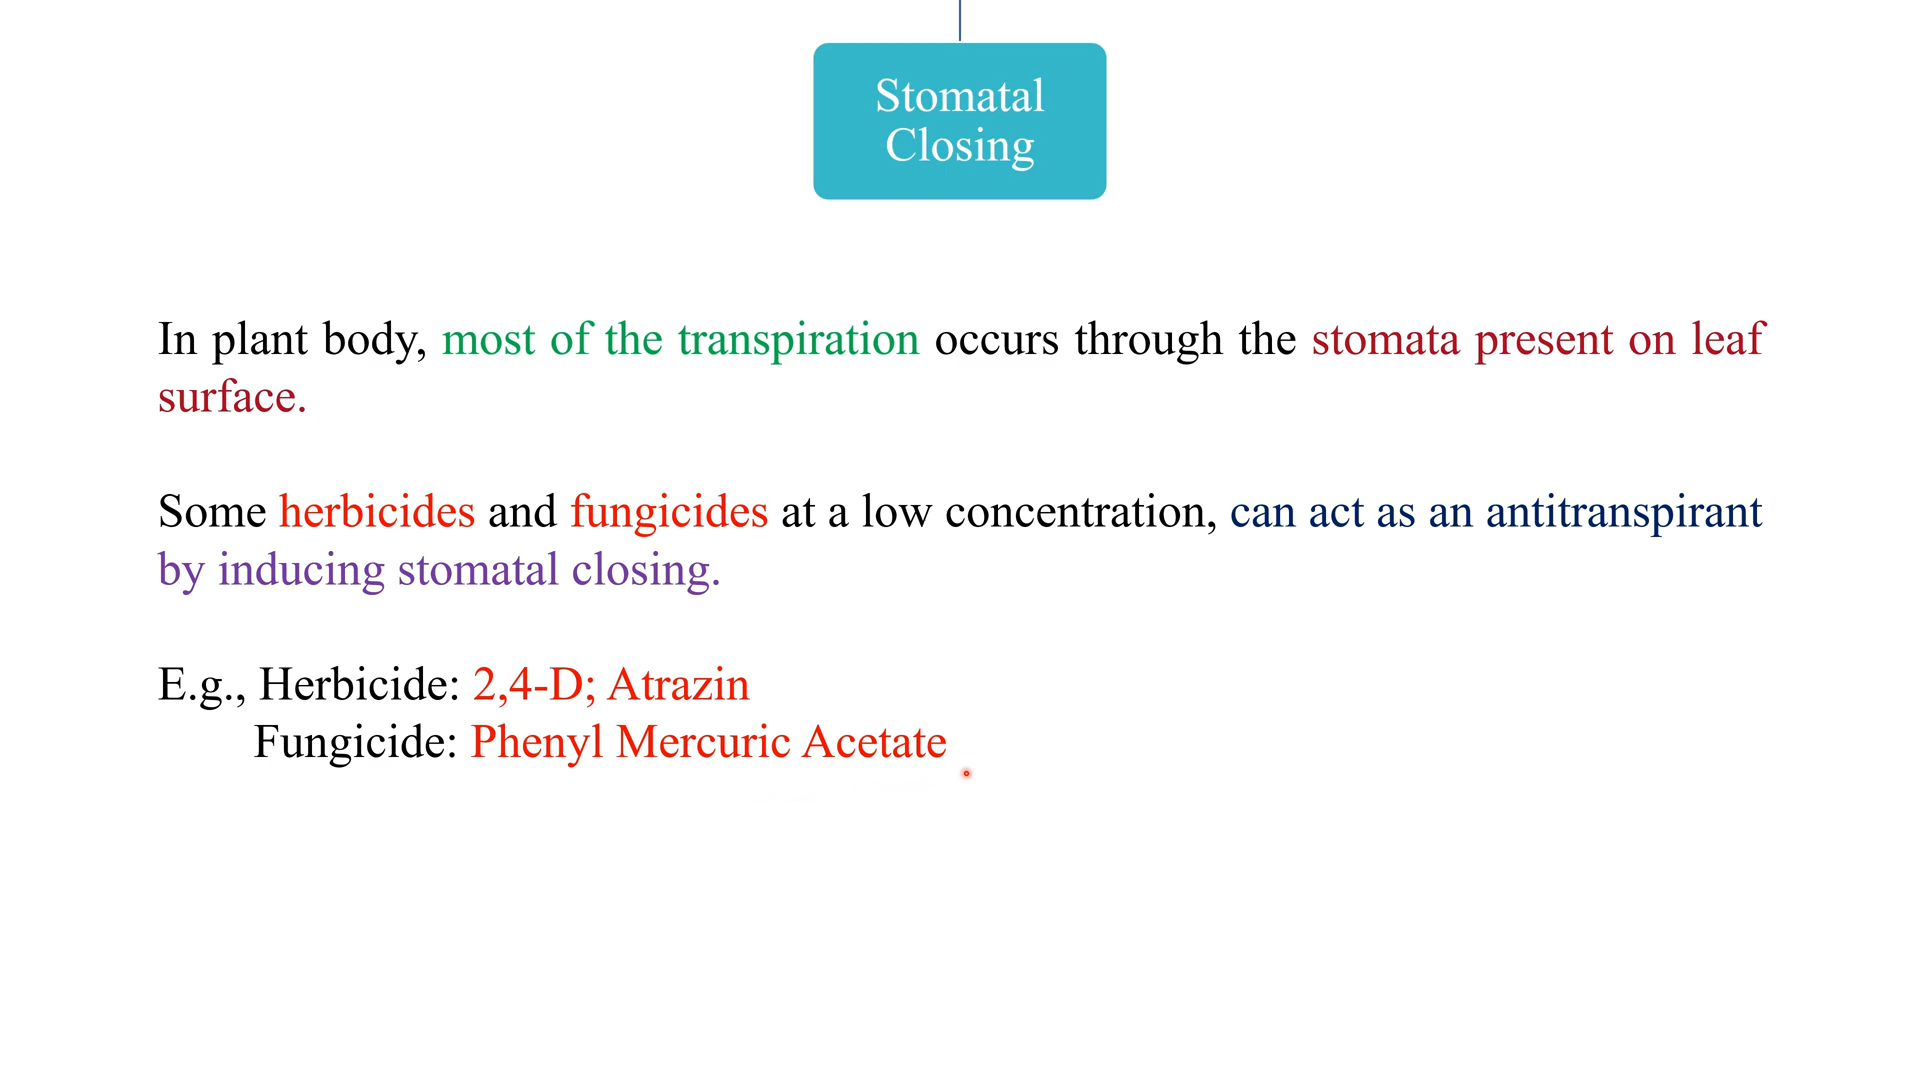 Stomatal
Closing
In plant body, most of the transpiration occurs through the stomata present on leaf
surface.
Some herbicides and fungicides at a low concentration, can act as an antitranspirant
by inducing stomatal closing.
E.g., Herbicide: 2,4-D; Atrazin
Fungicide: Phenyl Mercuric Acetate